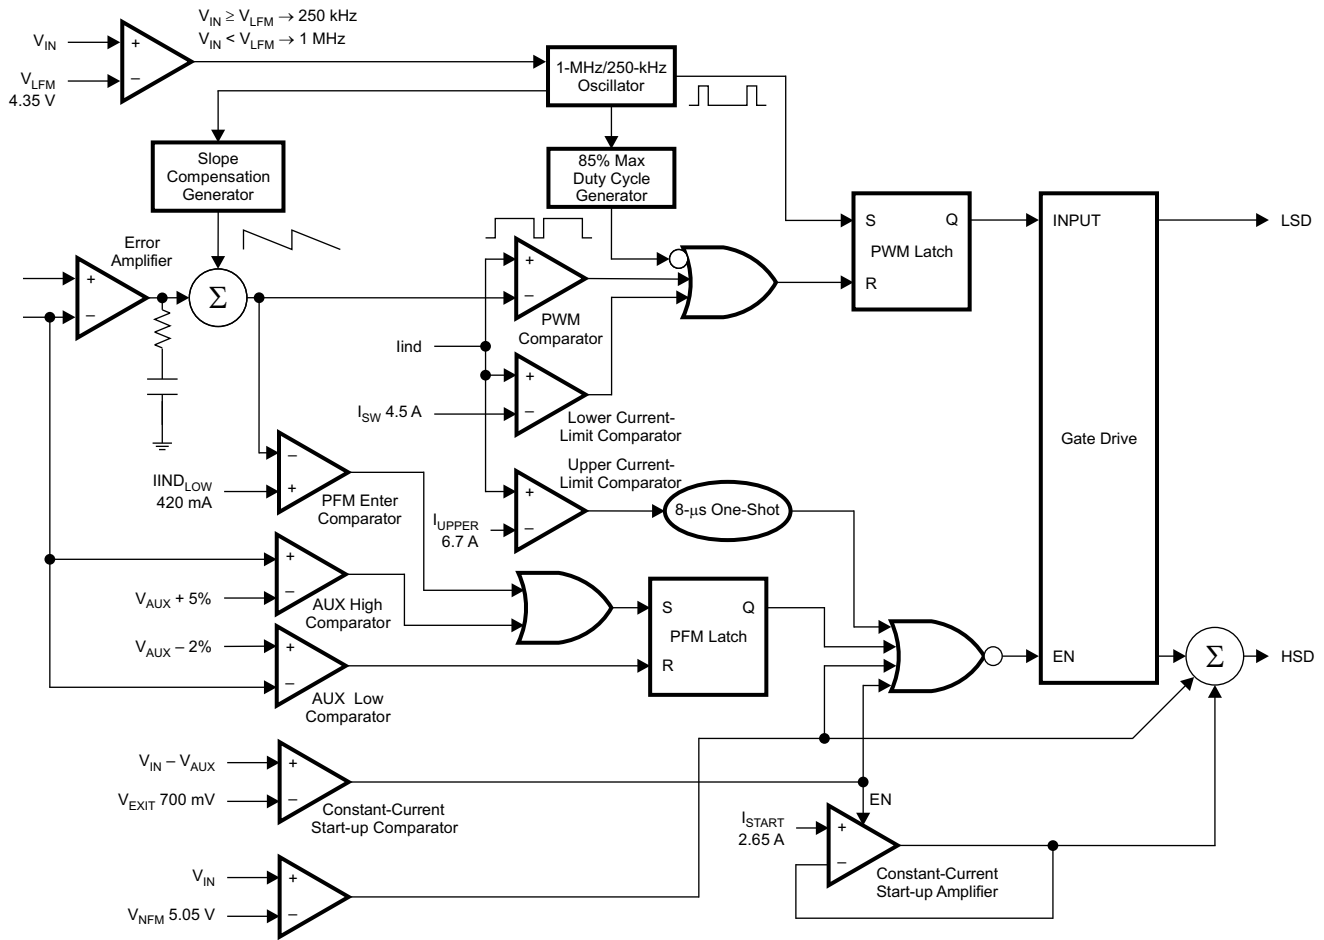 V_IN ≥ V_LFM → 250 kHz
V_IN < V_LFM → 1 MHz
V_IN
+
−
V_LFM
4.35 V
1-MHz/250-kHz
Oscillator
Slope
Compensation
Generator
85% Max
Duty Cycle
Generator
Error
Amplifier
+
−
Σ
+
−
PWM
Comparator
S
Q
PWM Latch
R
INPUT
LSD
Iind
+
−
I_SW 4.5 A
Lower Current-
Limit Comparator
Gate Drive
−
+
IIND_LOW
420 mA
PFM Enter
Comparator
Upper Current-
Limit Comparator
+
−
I_UPPER
6.7 A
8-μs One-Shot
+
−
V_AUX + 5%
AUX High
Comparator
S
Q
PFM Latch
R
V_AUX – 2%
+
−
AUX Low
Comparator
EN
Σ
HSD
V_IN – V_AUX
+
−
V_EXIT 700 mV
Constant-Current
Start-up Comparator
EN
I_START
2.65 A
+
−
Constant-Current
Start-up Amplifier
V_IN
+
−
V_NFM 5.05 V